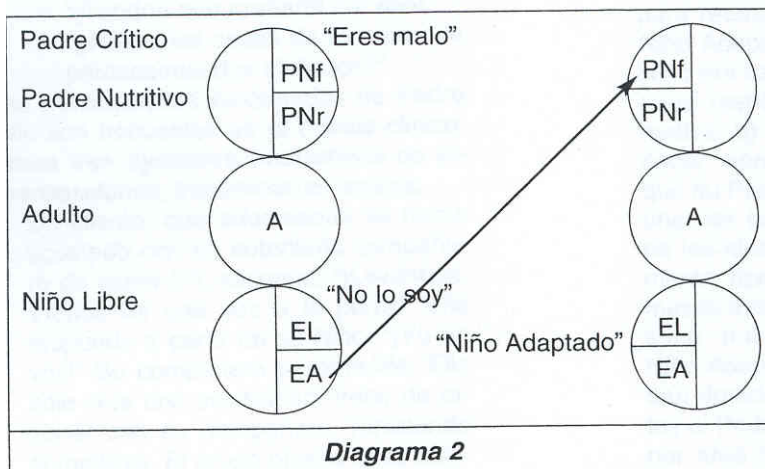 Padre Crítico
“Eres malo”
PNf
PNf
Padre Nutritivo
PNr
PNr
Adulto
A
A
Niño Libre
“No lo soy”
EL
EL
“Niño Adaptado”
EA
EA
Diagrama 2